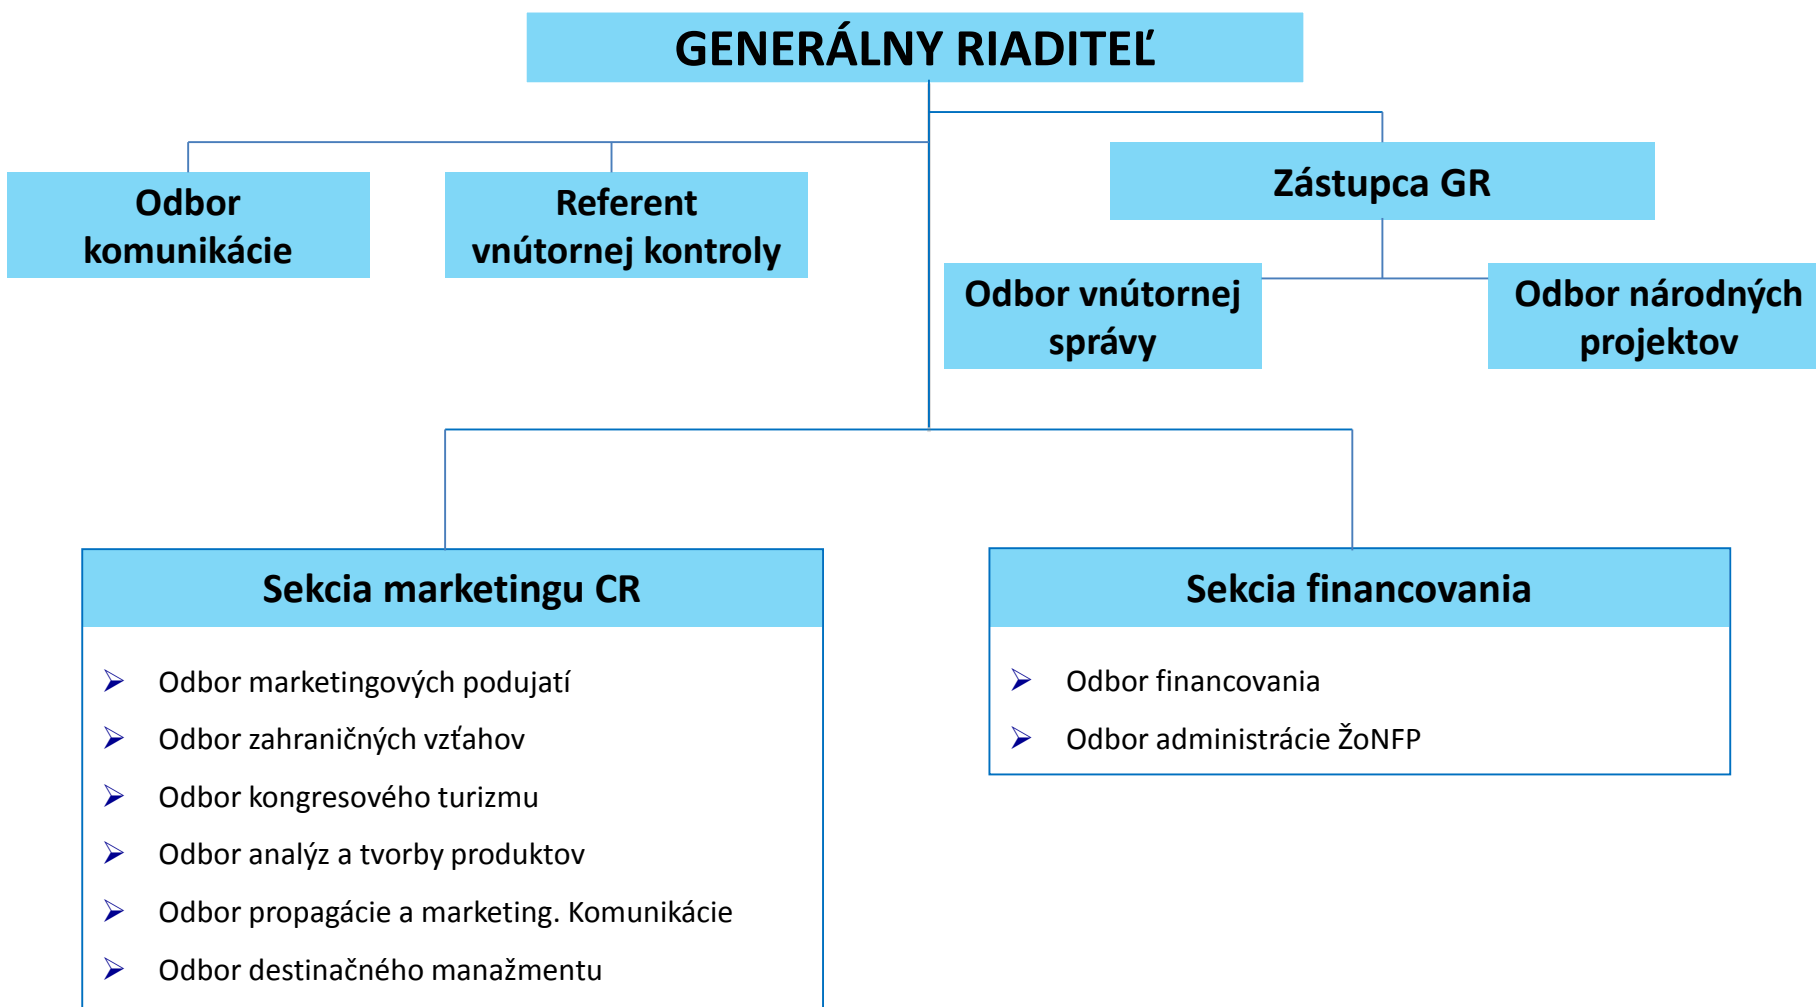 GENERÁLNY RIADITEĽ
Odbor
komunikácie
Referent
vnútornej kontroly
Zástupca GR
Odbor vnútornej
správy
Odbor národných
projektov
Sekcia marketingu CR
Odbor marketingových podujatí
Odbor zahraničných vzťahov
Odbor kongresového turizmu
Odbor analýz a tvorby produktov
Odbor propagácie a marketing. Komunikácie
Odbor destinačného manažmentu
Sekcia financovania
Odbor financovania
Odbor administrácie ŽoNFP